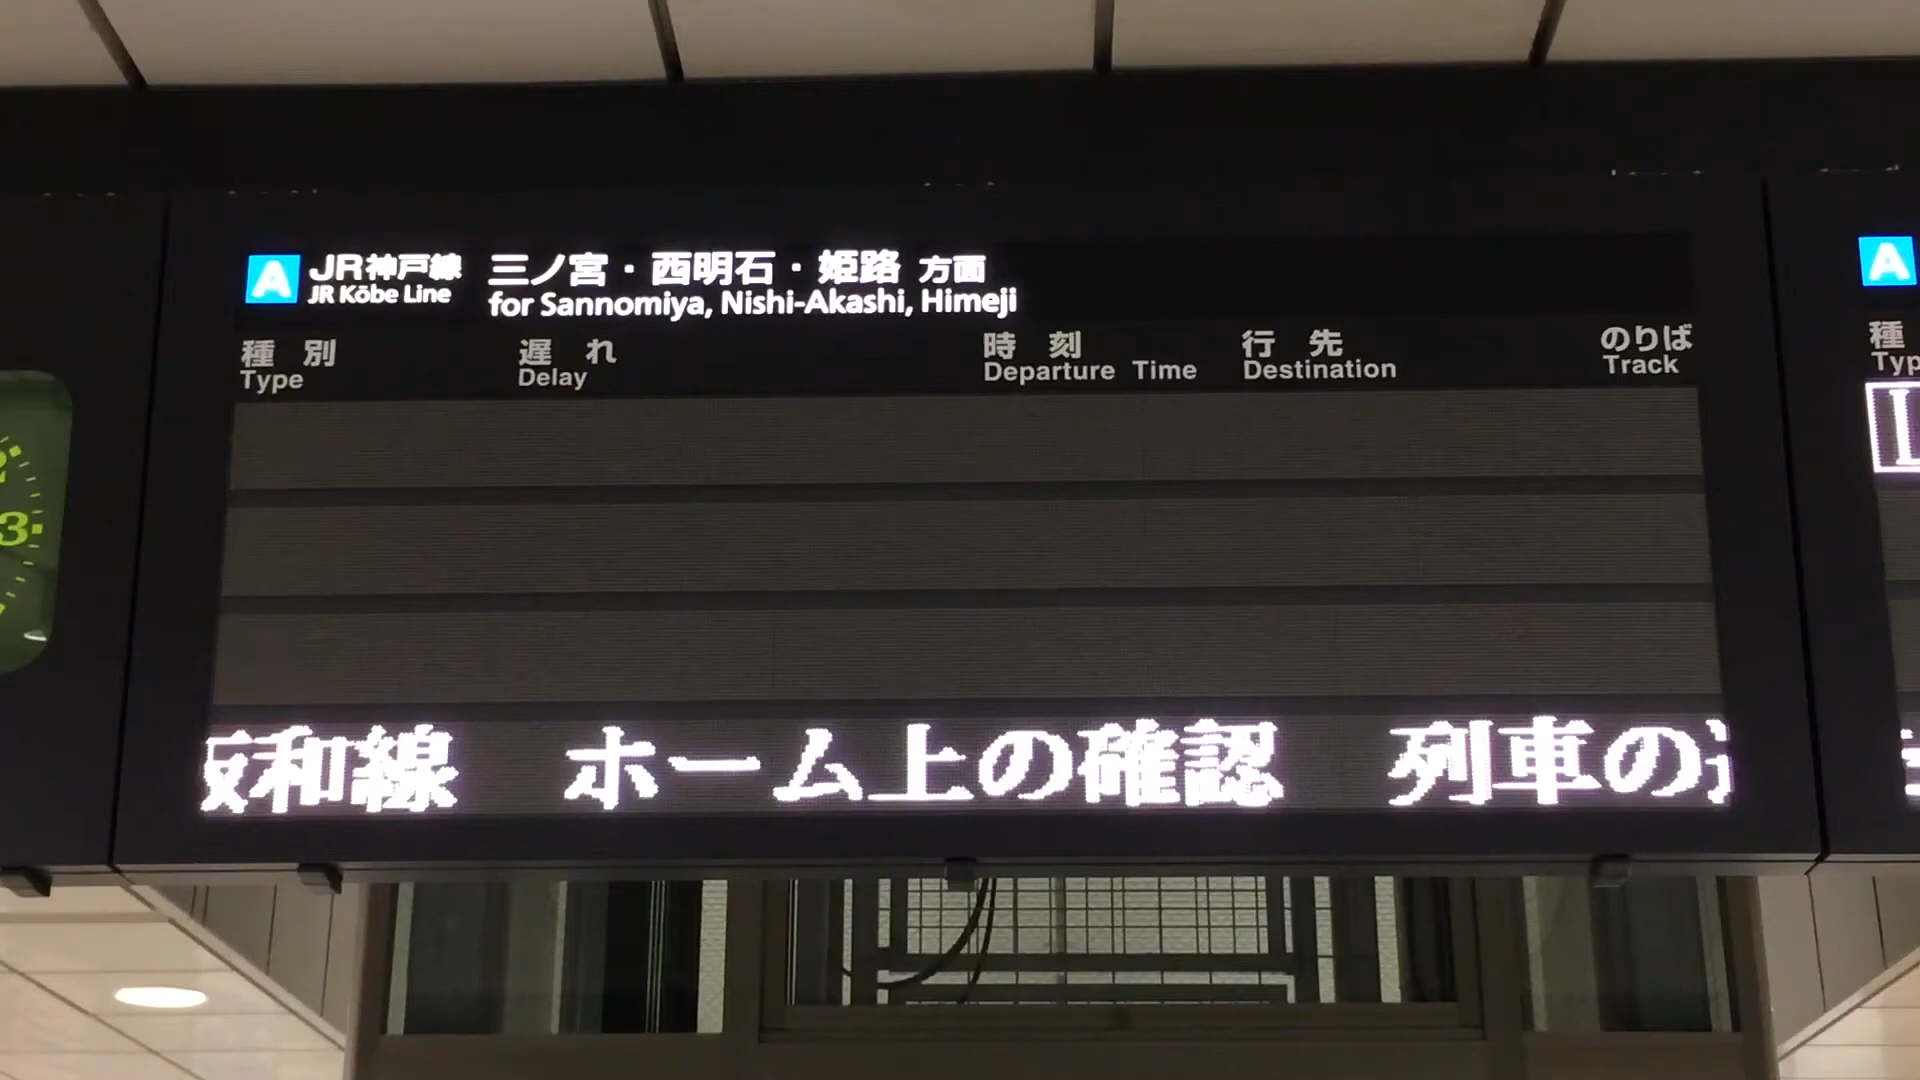 A JR神戸線 三ノ宮・西明石・姫路 方面
JR Kōbe Line for Sannomiya, Nishi-Akashi, Himeji
種別 遅れ 時刻 行先 のりば
Type Delay Departure Time Destination Track
阪和線 ホーム上の確認 列車の
A
種
3